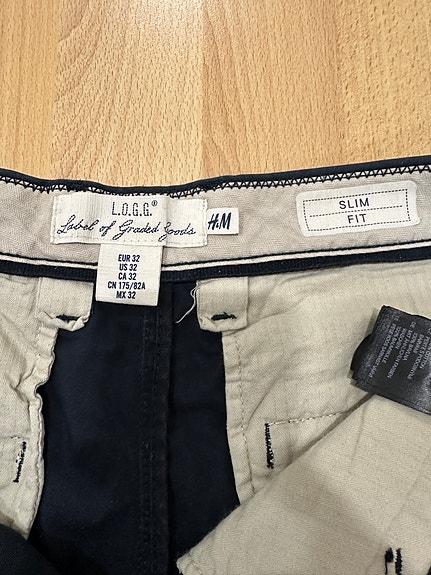 L.O.G.G.®
Label of Graded Goods
H&M
SLIM
FIT
EUR 32
US 32
CA 32
CN 175/82A
MX 32